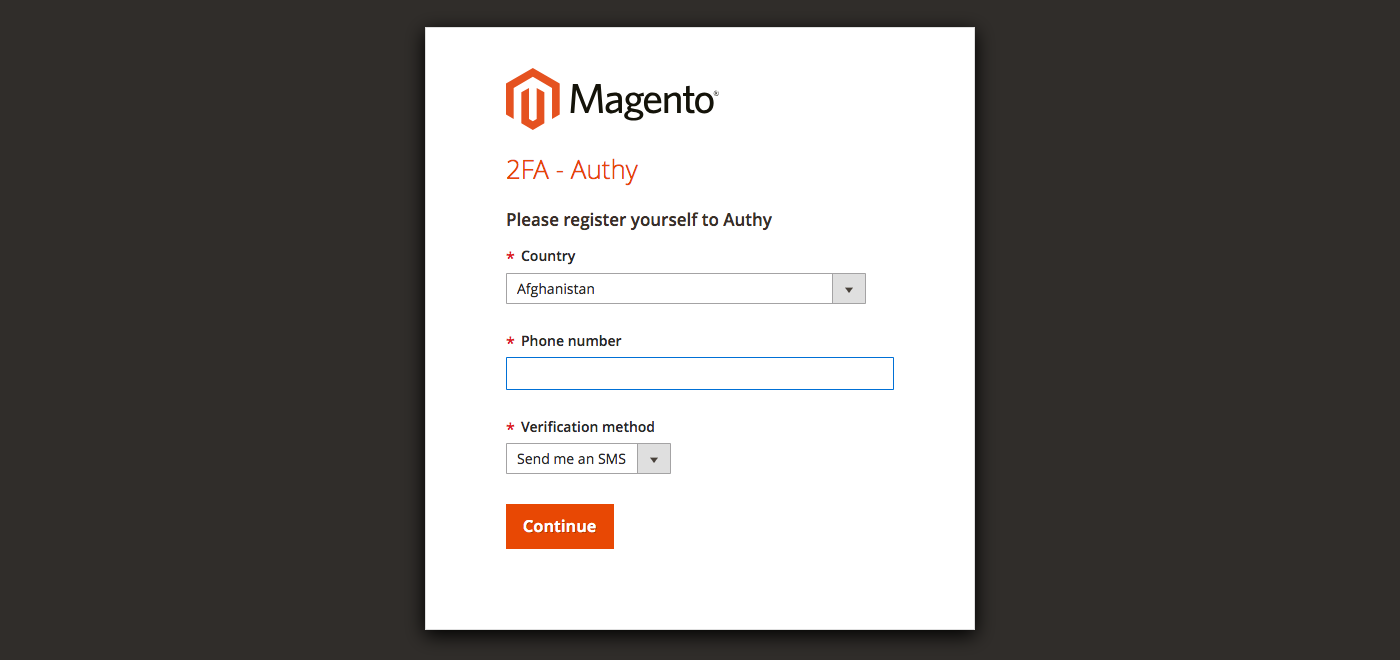 Magento®
2FA - Authy
Please register yourself to Authy
* Country
Afghanistan
* Phone number
* Verification method
Send me an SMS
Continue